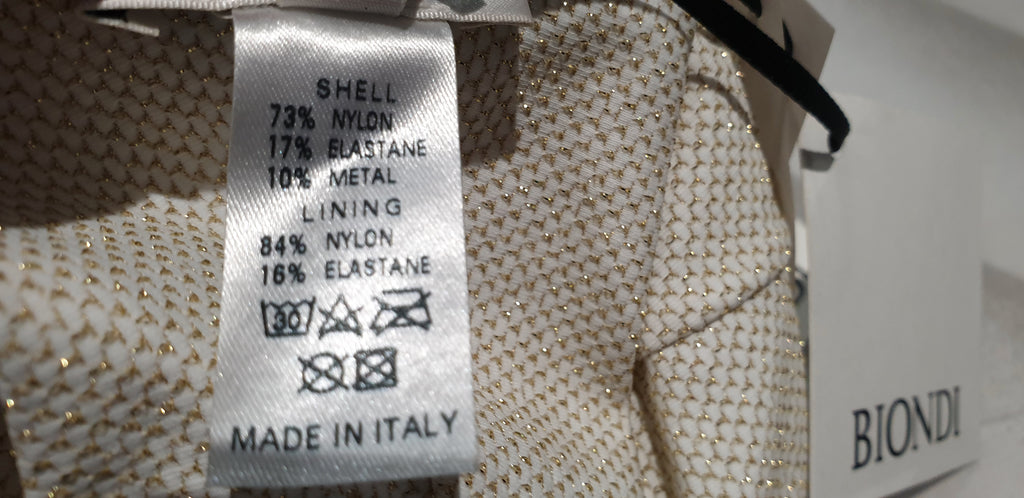 SHELL
73% NYLON
17% ELASTANE
10% METAL
LINING
84% NYLON
16% ELASTANE
30
MADE IN ITALY
BIONDI